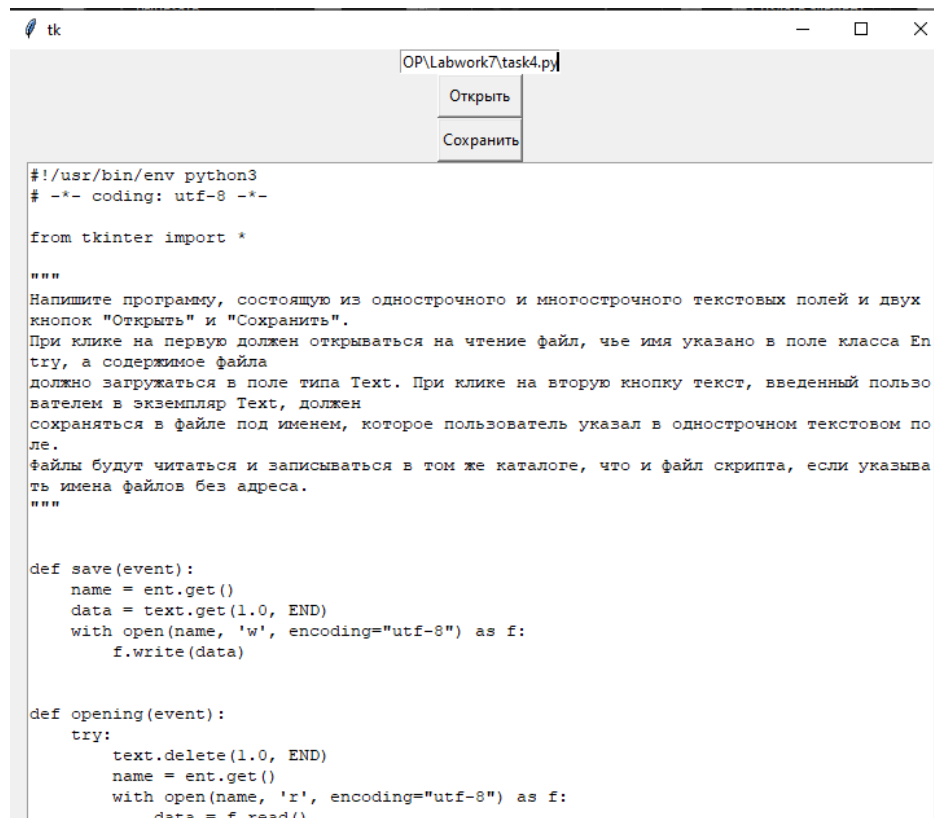 tk
OP\Labwork7\task4.py
Открыть
Сохранить
#!/usr/bin/env python3
# -*- coding: utf-8 -*-
from tkinter import *
"""
Напишите программу, состоящую из однострочного и многострочного текстовых полей и двух
кнопок "Открыть" и "Сохранить".
При клике на первую должен открываться на чтение файл, чье имя указано в поле класса En
try, а содержимое файла
должно загружаться в поле типа Text. При клике на вторую кнопку текст, введенный пользо
вателем в экземпляр Text, должен
сохраняться в файле под именем, которое пользователь указал в однострочном текстовом по
ле.
Файлы будут читаться и записываться в том же каталоге, что и файл скрипта, если указыва
ть имена файлов без адреса.
"""
def save(event):
    name = ent.get()
    data = text.get(1.0, END)
    with open(name, 'w', encoding="utf-8") as f:
        f.write(data)
def opening(event):
    try:
        text.delete(1.0, END)
        name = ent.get()
        with open(name, 'r', encoding="utf-8") as f:
            data = f.read()